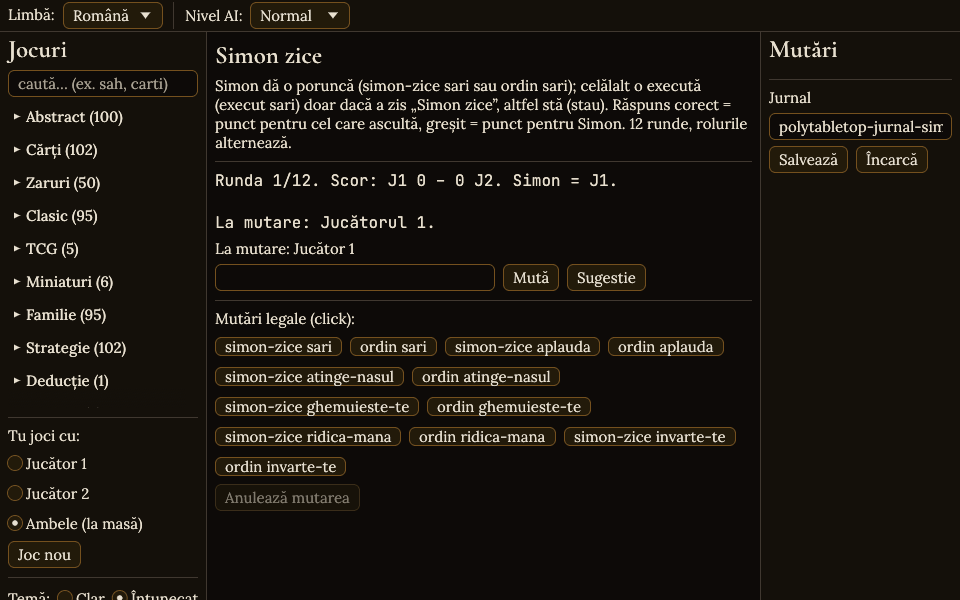 Limbă: Română ▼ Nivel AI: Normal ▼
Jocuri
caută... (ex. sah, carti)
▸ Abstract (100)
▸ Cărți (102)
▸ Zaruri (50)
▸ Clasic (95)
▸ TCG (5)
▸ Miniaturi (6)
▸ Familie (95)
▸ Strategie (102)
▸ Deducție (1)
Tu joci cu:
Jucător 1
Jucător 2
Ambele (la masă)
Joc nou
Temă: Clar Întunecat
Simon zice
Simon dă o poruncă (simon-zice sari sau ordin sari); celălalt o execută
(execut sari) doar dacă a zis „Simon zice”, altfel stă (stau). Răspuns corect =
punct pentru cel care ascultă, greșit = punct pentru Simon. 12 runde, rolurile
alternează.
Runda 1/12. Scor: J1 0 – 0 J2. Simon = J1.
La mutare: Jucătorul 1.
La mutare: Jucător 1
Mută Sugestie
Mutări legale (click):
simon-zice sari ordin sari simon-zice aplauda ordin aplauda
simon-zice atinge-nasul ordin atinge-nasul
simon-zice ghemuieste-te ordin ghemuieste-te
simon-zice ridica-mana ordin ridica-mana simon-zice invarte-te
ordin invarte-te
Anulează mutarea
Mutări
Jurnal
polytabletop-jurnal-sim
Salvează Încarcă